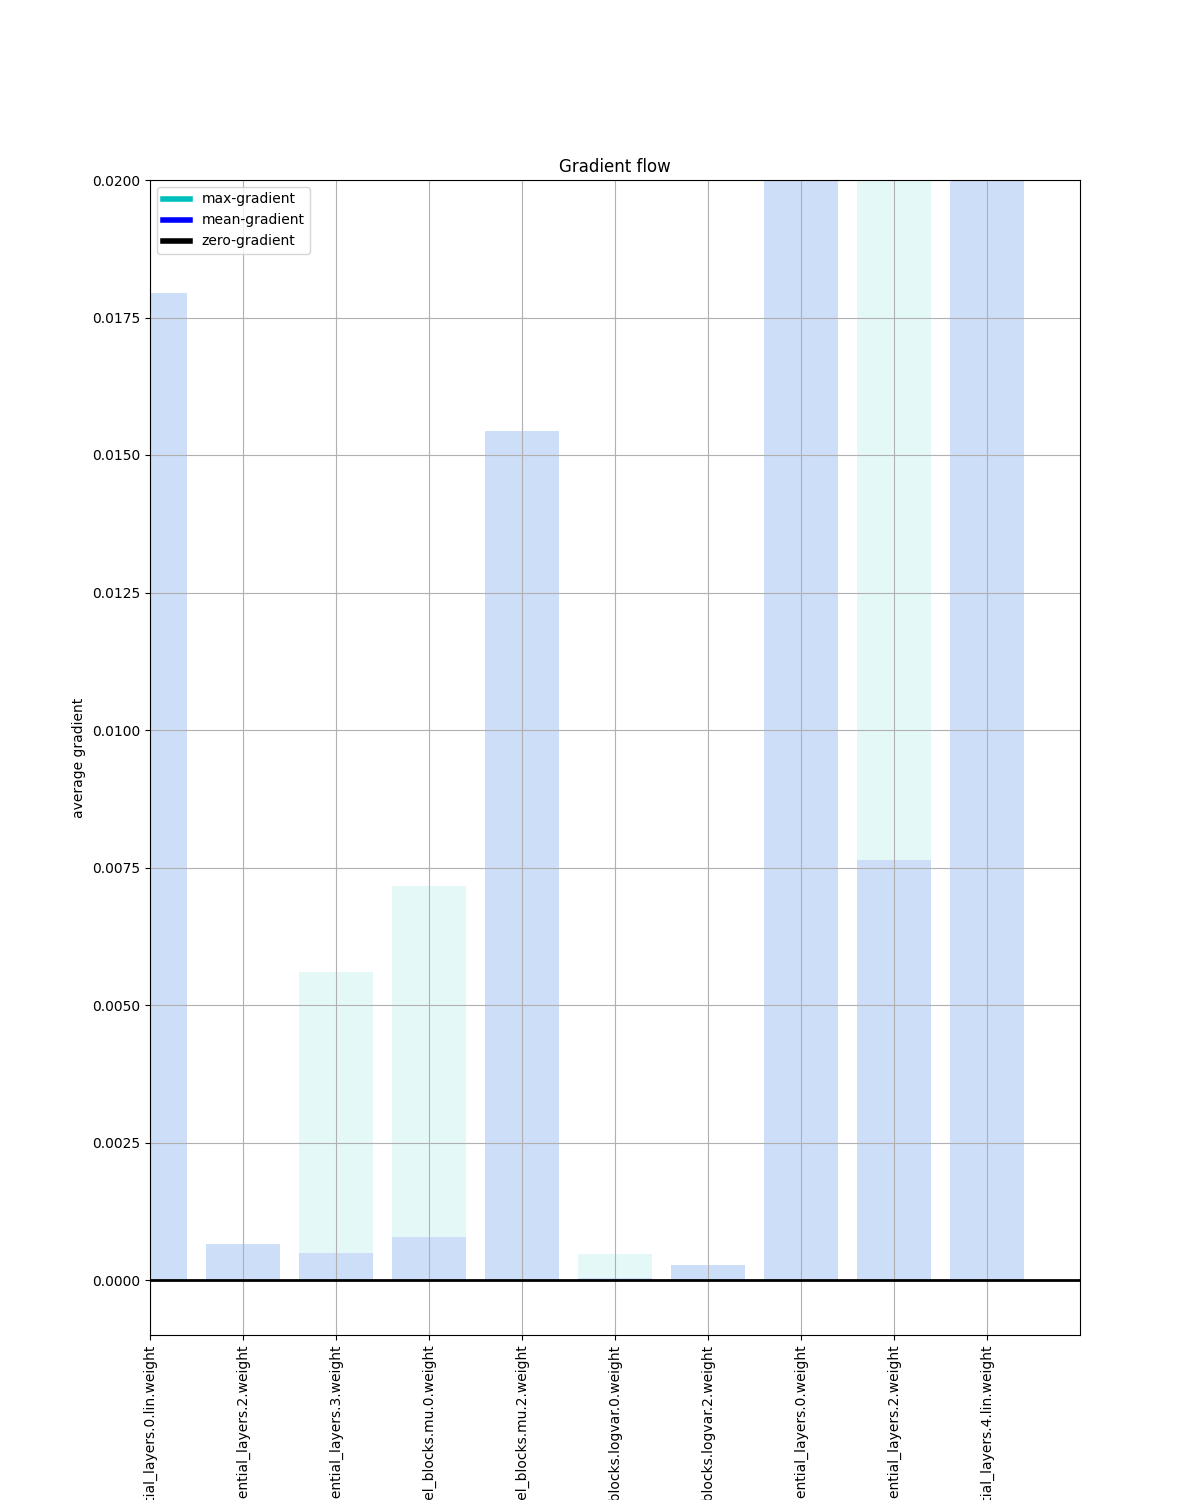 Gradient flow
max-gradient
mean-gradient
zero-gradient
0.0200
0.0175
0.0150
0.0125
0.0100
0.0075
0.0050
0.0025
0.0000
average gradient
tial_layers.0.lin.weight
ential_layers.2.weight
ential_layers.3.weight
el_blocks.mu.0.weight
el_blocks.mu.2.weight
blocks.logvar.0.weight
blocks.logvar.2.weight
ential_layers.0.weight
ential_layers.2.weight
tial_layers.4.lin.weight